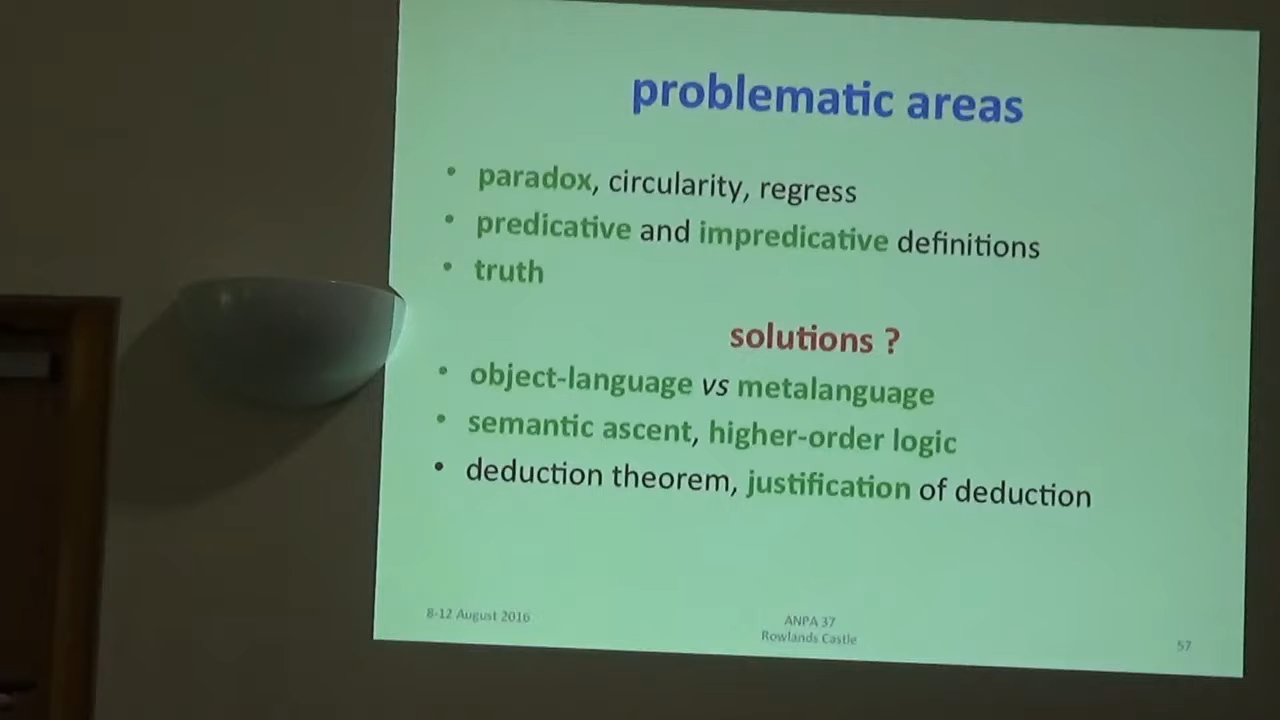 problematic areas
• paradox, circularity, regress
• predicative and impredicative definitions
• truth
solutions ?
• object-language vs metalanguage
• semantic ascent, higher-order logic
• deduction theorem, justification of deduction
8-12 August 2016
ANPA 37
Rowlands Castle
57